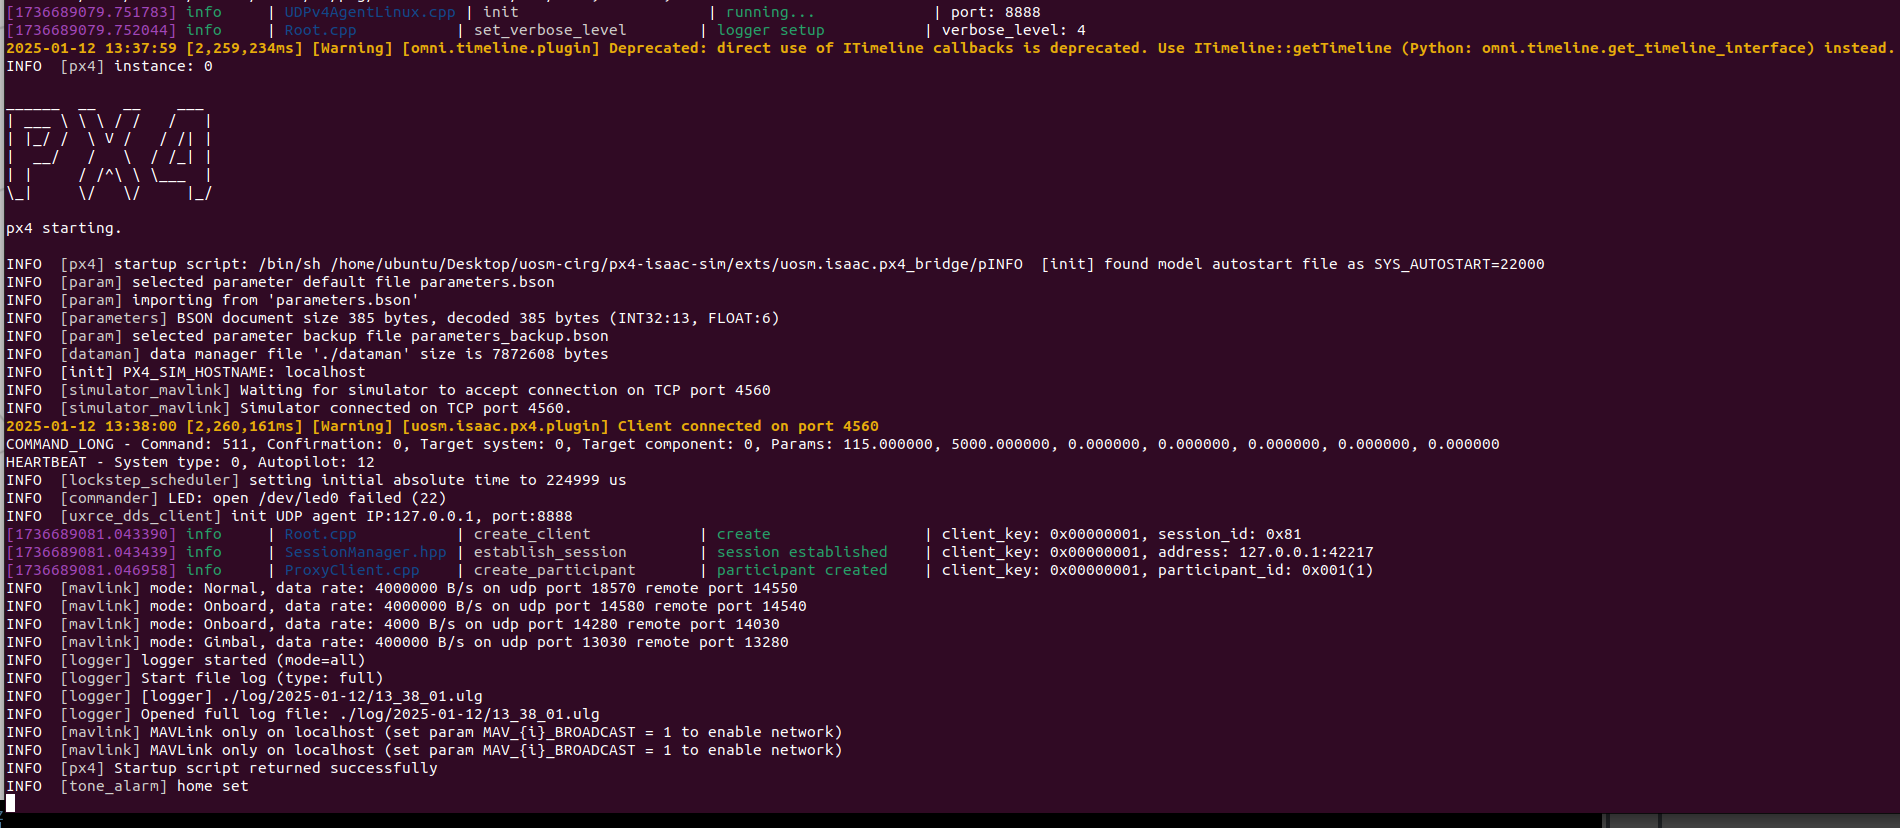 [1736689079.751783] info     | UDPv4AgentLinux.cpp | init                     | running...             | port: 8888
[1736689079.752044] info     | Root.cpp           | set_verbose_level        | logger setup           | verbose_level: 4
2025-01-12 13:37:59 [2,259,234ms] [Warning] [omni.timeline.plugin] Deprecated: direct use of ITimeline callbacks is deprecated. Use ITimeline::getTimeline (Python: omni.timeline.get_timeline_interface) instead.
INFO  [px4] instance: 0
______  __   __    ___
| ___ \ \ \ / /   /   |
| |_/ /  \ V /   / /| |
|  __/   /   \  / /_| |
| |     / /^\ \ \___  |
\_|     \/   \/     |_/
px4 starting.
INFO  [px4] startup script: /bin/sh /home/ubuntu/Desktop/uosm-cirg/px4-isaac-sim/exts/uosm.isaac.px4_bridge/pINFO  [init] found model autostart file as SYS_AUTOSTART=22000
INFO  [param] selected parameter default file parameters.bson
INFO  [param] importing from 'parameters.bson'
INFO  [parameters] BSON document size 385 bytes, decoded 385 bytes (INT32:13, FLOAT:6)
INFO  [param] selected parameter backup file parameters_backup.bson
INFO  [dataman] data manager file './dataman' size is 7872608 bytes
INFO  [init] PX4_SIM_HOSTNAME: localhost
INFO  [simulator_mavlink] Waiting for simulator to accept connection on TCP port 4560
INFO  [simulator_mavlink] Simulator connected on TCP port 4560.
2025-01-12 13:38:00 [2,260,161ms] [Warning] [uosm.isaac.px4.plugin] Client connected on port 4560
COMMAND_LONG - Command: 511, Confirmation: 0, Target system: 0, Target component: 0, Params: 115.000000, 5000.000000, 0.000000, 0.000000, 0.000000, 0.000000, 0.000000
HEARTBEAT - System type: 0, Autopilot: 12
INFO  [lockstep_scheduler] setting initial absolute time to 224999 us
INFO  [commander] LED: open /dev/led0 failed (22)
INFO  [uxrce_dds_client] init UDP agent IP:127.0.0.1, port:8888
[1736689081.043390] info     | Root.cpp           | create_client            | create                 | client_key: 0x00000001, session_id: 0x81
[1736689081.043439] info     | SessionManager.hpp | establish_session        | session established    | client_key: 0x00000001, address: 127.0.0.1:42217
[1736689081.046958] info     | ProxyClient.cpp    | create_participant       | participant created    | client_key: 0x00000001, participant_id: 0x001(1)
INFO  [mavlink] mode: Normal, data rate: 4000000 B/s on udp port 18570 remote port 14550
INFO  [mavlink] mode: Onboard, data rate: 4000000 B/s on udp port 14580 remote port 14540
INFO  [mavlink] mode: Onboard, data rate: 4000 B/s on udp port 14280 remote port 14030
INFO  [mavlink] mode: Gimbal, data rate: 400000 B/s on udp port 13030 remote port 13280
INFO  [logger] logger started (mode=all)
INFO  [logger] Start file log (type: full)
INFO  [logger] [logger] ./log/2025-01-12/13_38_01.ulg
INFO  [logger] Opened full log file: ./log/2025-01-12/13_38_01.ulg
INFO  [mavlink] MAVLink only on localhost (set param MAV_{i}_BROADCAST = 1 to enable network)
INFO  [mavlink] MAVLink only on localhost (set param MAV_{i}_BROADCAST = 1 to enable network)
INFO  [px4] Startup script returned successfully
INFO  [tone_alarm] home set